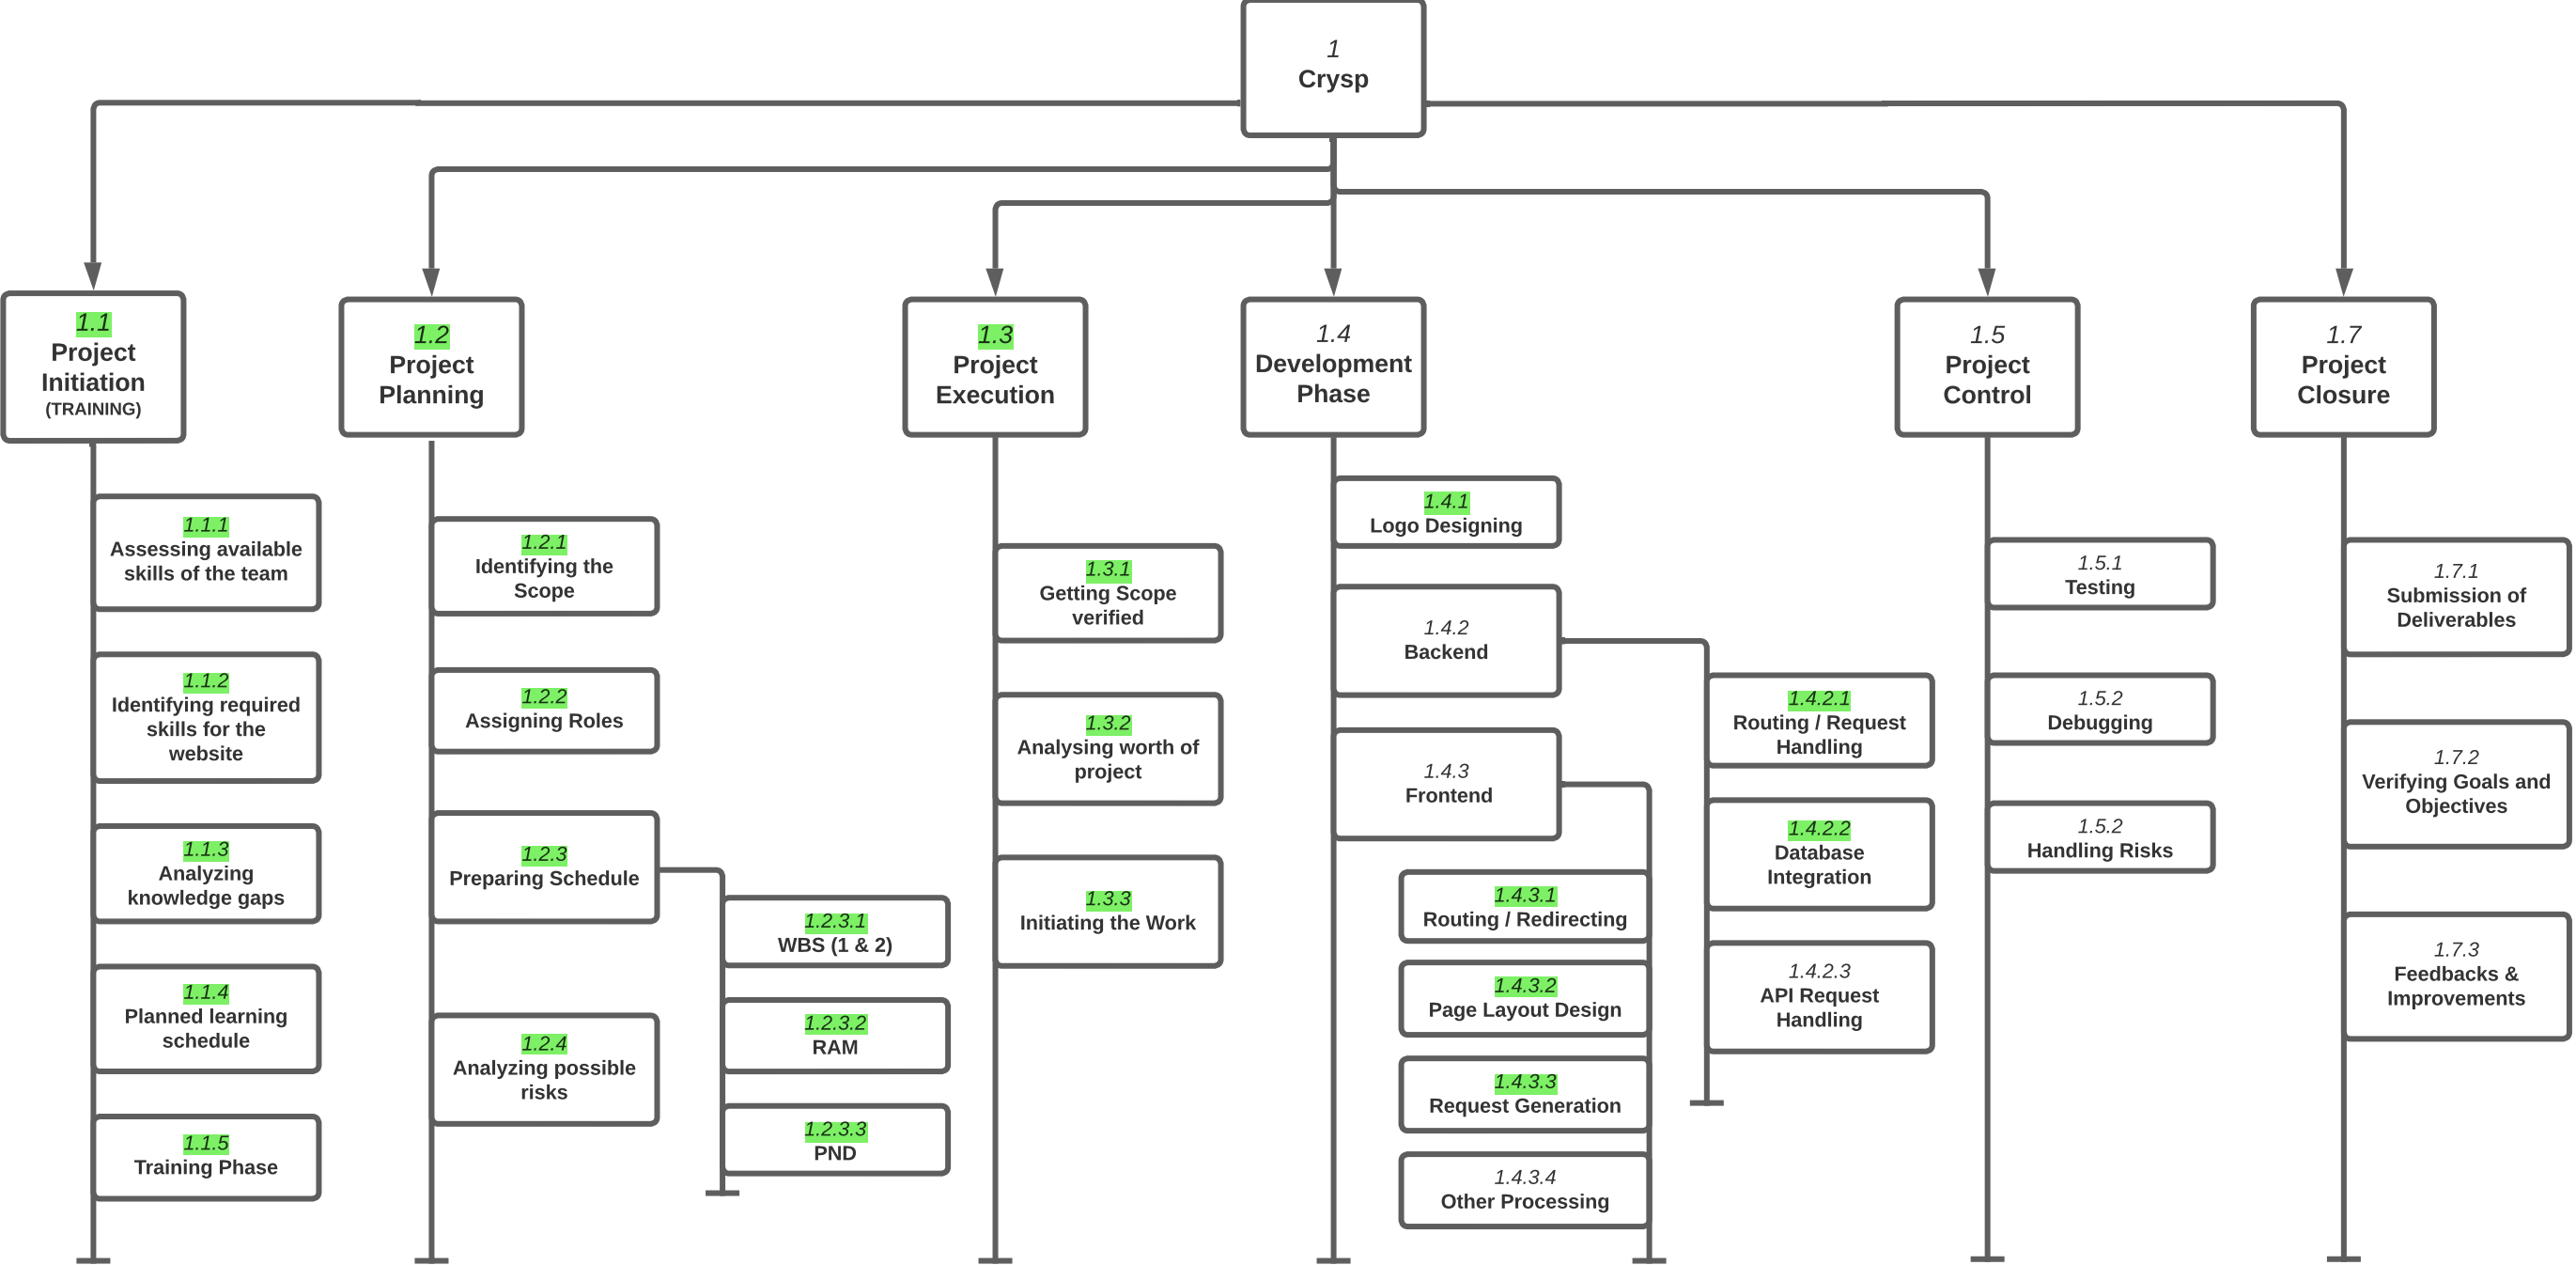 1
Crysp
1.1
Project
Initiation
(TRAINING)
1.2
Project
Planning
1.3
Project
Execution
1.4
Development
Phase
1.5
Project
Control
1.7
Project
Closure
1.1.1
Assessing available
skills of the team
1.1.2
Identifying required
skills for the
website
1.1.3
Analyzing
knowledge gaps
1.1.4
Planned learning
schedule
1.1.5
Training Phase
1.2.1
Identifying the
Scope
1.2.2
Assigning Roles
1.2.3
Preparing Schedule
1.2.4
Analyzing possible
risks
1.2.3.1
WBS (1 & 2)
1.2.3.2
RAM
1.2.3.3
PND
1.3.1
Getting Scope
verified
1.3.2
Analysing worth of
project
1.3.3
Initiating the Work
1.4.1
Logo Designing
1.4.2
Backend
1.4.3
Frontend
1.4.3.1
Routing / Redirecting
1.4.3.2
Page Layout Design
1.4.3.3
Request Generation
1.4.3.4
Other Processing
1.4.2.1
Routing / Request
Handling
1.4.2.2
Database
Integration
1.4.2.3
API Request
Handling
1.5.1
Testing
1.5.2
Debugging
1.5.2
Handling Risks
1.7.1
Submission of
Deliverables
1.7.2
Verifying Goals and
Objectives
1.7.3
Feedbacks &
Improvements